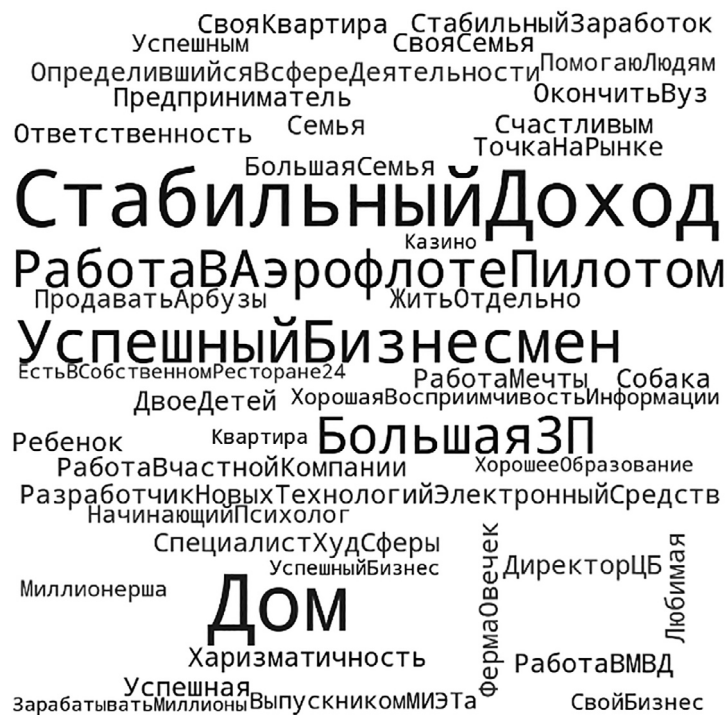 СвояКвартира СтабильныйЗаработок
Успешным СвояСемья
ОпределившийсяВсфереДеятельности ПомогаюЛюдям
Предприниматель ОкончитьВуз
Ответственность Семья Счастливым
ТочкаНаРынке
БольшаяСемья
СтабильныйДоход
Казино
РаботаВАэрофлотеПилотом
ПродаватьАрбузы ЖитьОтдельно
УспешныйБизнесмен
ЕстьВСобственномРесторане24
РаботаМечты Собака
ДвоеДетей ХорошаяВосприимчивостьИнформации
Ребенок Квартира БольшаяЗП
РаботаВчастнойКомпании ХорошееОбразование
РазработчикНовыхТехнологийЭлектронныйСредств
НачинающийПсихолог
СпециалистХудСферы
УспешныйБизнес ДиректорЦБ
ФермаОвечек
Любимая
Миллионерша
Дом
Харизматичность РаботаВМВД
Успешная
ЗарабатыватьМиллионы ВыпускникомМИЭТа СвойБизнес